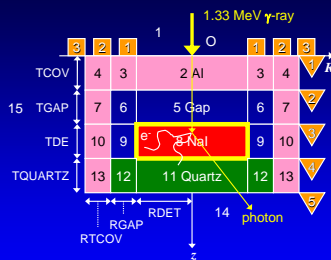 1.33 MeV γ-ray
1 O
3 2 1 1 2 3 R
TCOV 4 3 2 Al 3 4 1
15 TGAP 7 6 5 Gap 6 7 2
TDE 10 9 e- 8 NaI 9 10 3
TQUARTZ 13 12 11 Quartz 12 13 4
RDET 14 5
RGAP photon
RTCOV
z